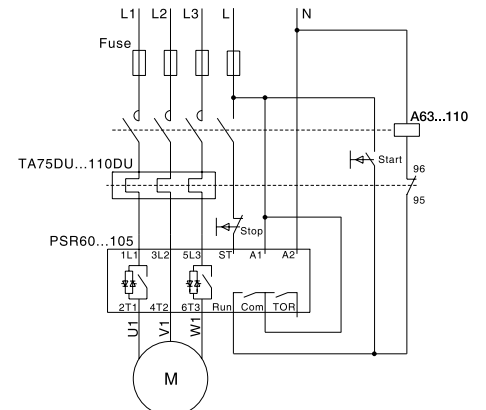 L1 L2 L3 L N
Fuse
A63...110
Start
TA75DU...110DU
96
95
Stop
PSR60...105
1L1 3L2 5L3 ST A1 A2
2T1 4T2 6T3 Run Com TOR
U1 V1 W1
M